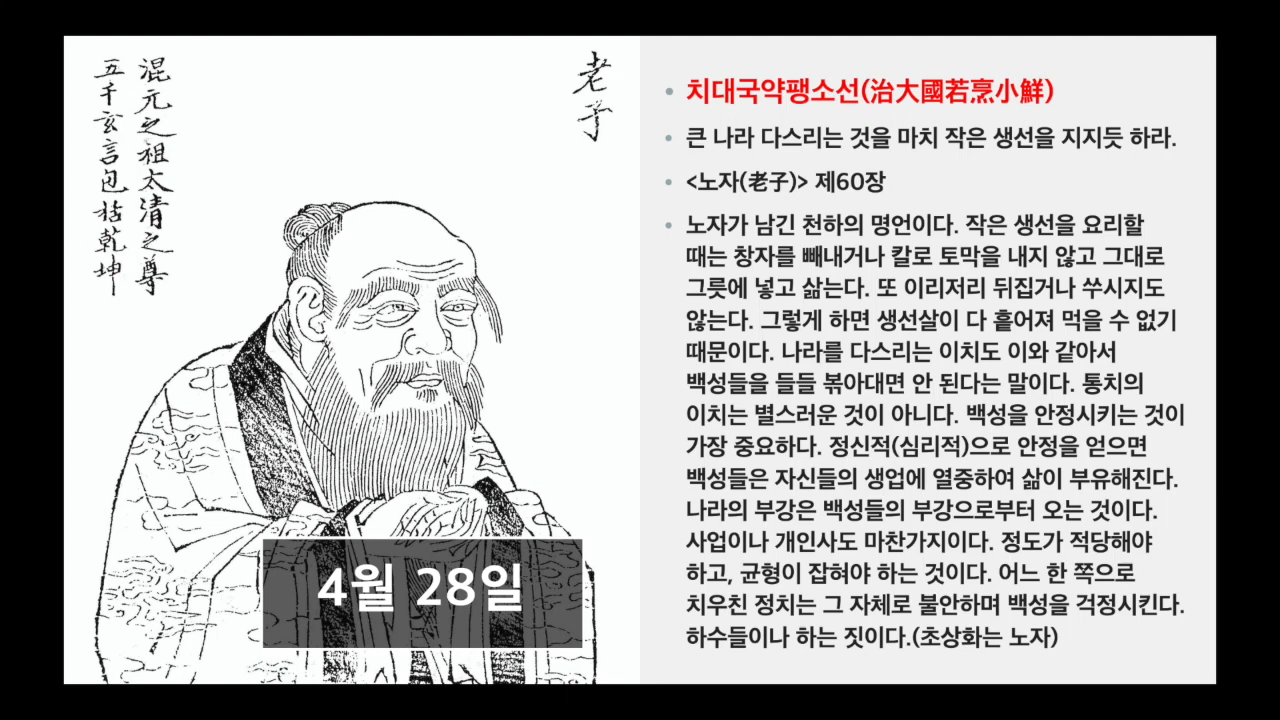 老子
混元之祖太清之尊
五千玄言包括乾坤
4월 28일
• 치대국약팽소선(治大國若烹小鮮)
• 큰 나라 다스리는 것을 마치 작은 생선을 지지듯 하라.
• <노자(老子)> 제60장
• 노자가 남긴 천하의 명언이다. 작은 생선을 요리할
때는 창자를 빼내거나 칼로 토막을 내지 않고 그대로
그릇에 넣고 삶는다. 또 이리저리 뒤집거나 쑤시지도
않는다. 그렇게 하면 생선살이 다 흩어져 먹을 수 없기
때문이다. 나라를 다스리는 이치도 이와 같아서
백성들을 들들 볶아대면 안 된다는 말이다. 통치의
이치는 별스러운 것이 아니다. 백성을 안정시키는 것이
가장 중요하다. 정신적(심리적)으로 안정을 얻으면
백성들은 자신들의 생업에 열중하여 삶이 부유해진다.
나라의 부강은 백성들의 부강으로부터 오는 것이다.
사업이나 개인사도 마찬가지이다. 정도가 적당해야
하고, 균형이 잡혀야 하는 것이다. 어느 한 쪽으로
치우친 정치는 그 자체로 불안하며 백성을 걱정시킨다.
하수들이나 하는 짓이다.(초상화는 노자)